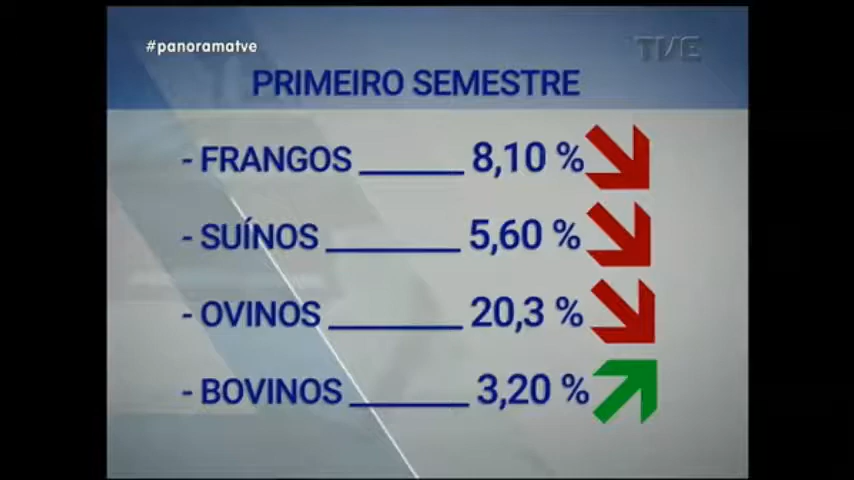 #panoramatve
TVE
PRIMEIRO SEMESTRE
- FRANGOS ______ 8,10 %
- SUÍNOS ________ 5,60 %
- OVINOS ________ 20,3 %
- BOVINOS _______ 3,20 %